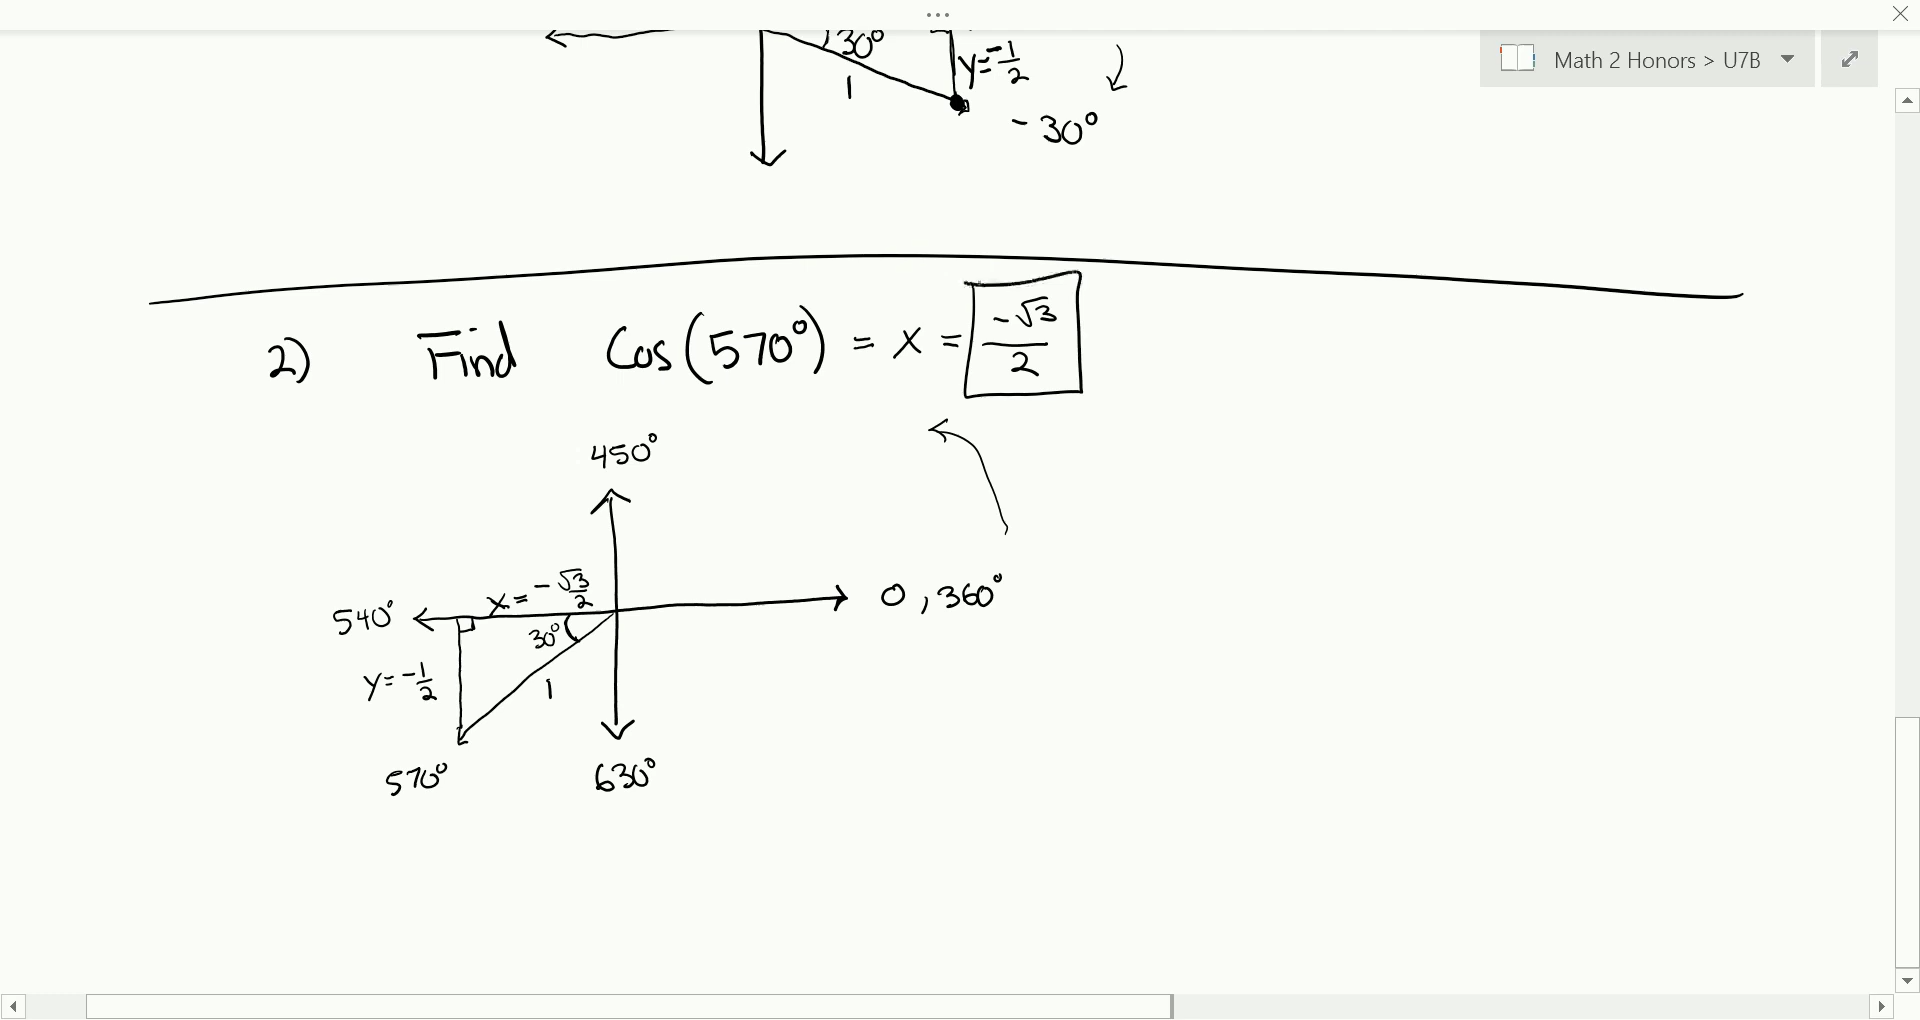 30°
Math 2 Honors > U7B
y=-1/2
1
-30°
2) Find Cos(570°) = x = -√3/2
450°
x = -√3/2
540°
0, 360°
30°
y=-1/2
1
570°
630°